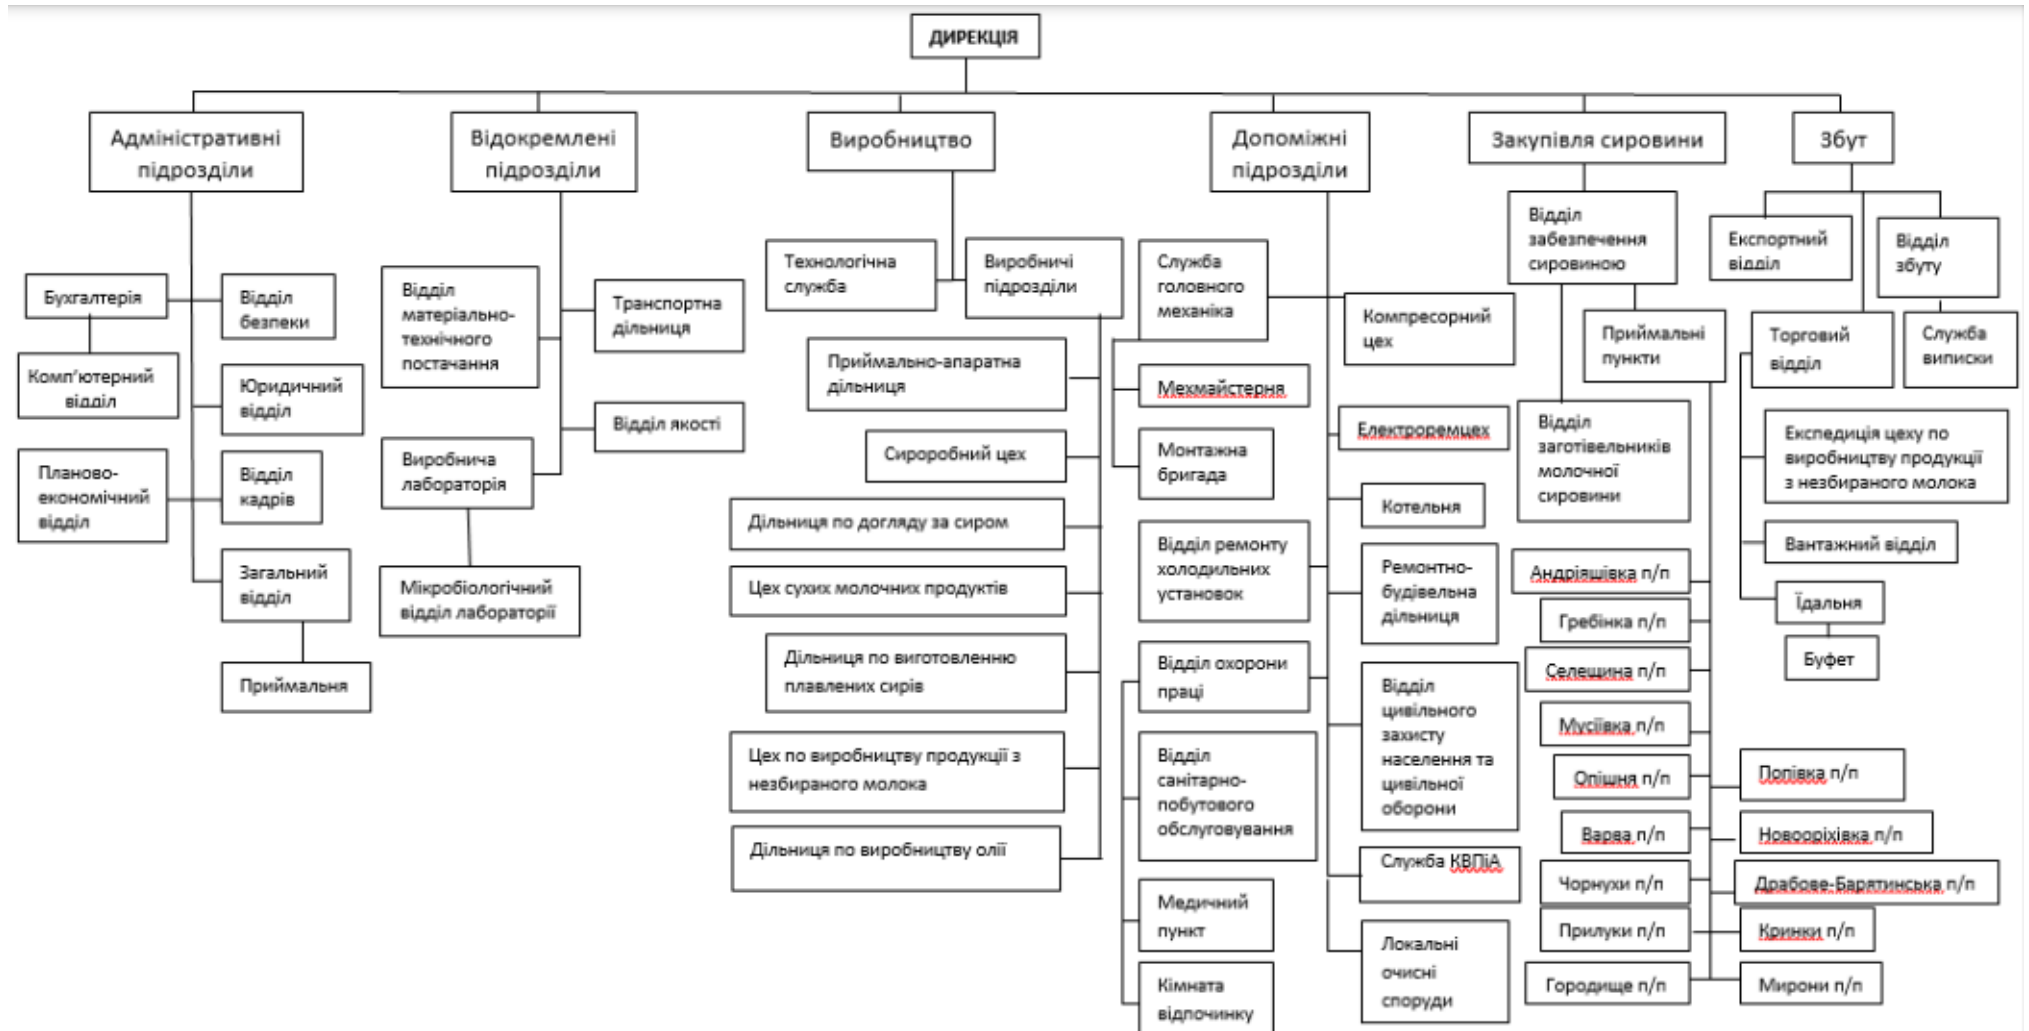 ДИРЕКЦІЯ
Адміністративні
підрозділи
Відокремлені
підрозділи
Виробництво
Допоміжні
підрозділи
Закупівля сировини
Збут
Бухгалтерія
Відділ
безпеки
Комп'ютерний
відділ
Юридичний
відділ
Планово-
економічний
відділ
Відділ
кадрів
Загальний
відділ
Приймальня
Відділ
матеріально-
технічного
постачання
Транспортна
дільниця
Відділ якості
Виробнича
лабораторія
Мікробіологічний
відділ лабораторії
Технологічна
служба
Виробничі
підрозділи
Приймально-апаратна
дільниця
Сироробний цех
Дільниця по догляду за сиром
Цех сухих молочних продуктів
Дільниця по виготовленню
плавлених сирів
Цех по виробництву продукції з
незбираного молока
Дільниця по виробництву олії
Служба
головного
механіка
Компресорний
цех
Мехмайстерня
Електроремцех
Монтажна
бригада
Котельня
Відділ ремонту
холодильних
установок
Ремонтно-
будівельна
дільниця
Відділ охорони
праці
Відділ
цивільного
захисту
населення та
цивільної
оборони
Відділ
санітарно-
побутового
обслуговування
Служба КВПіА
Медичний
пункт
Локальні
очисні
споруди
Кімната
відпочинку
Відділ
забезпечення
сировиною
Приймальні
пункти
Відділ
заготівельників
молочної
сировини
Андріяшівка п/п
Гребінка п/п
Селещина п/п
Мусіївка п/п
Опішня п/п
Варва п/п
Чорнухи п/п
Прилуки п/п
Городище п/п
Попівка п/п
Новооріхівка п/п
Драбове-Барятинська п/п
Кринки п/п
Мирони п/п
Експортний
відділ
Відділ
збуту
Торговий
відділ
Служба
виписки
Експедиція цеху по
виробництву продукції
з незбираного молока
Вантажний відділ
Їдальня
Буфет